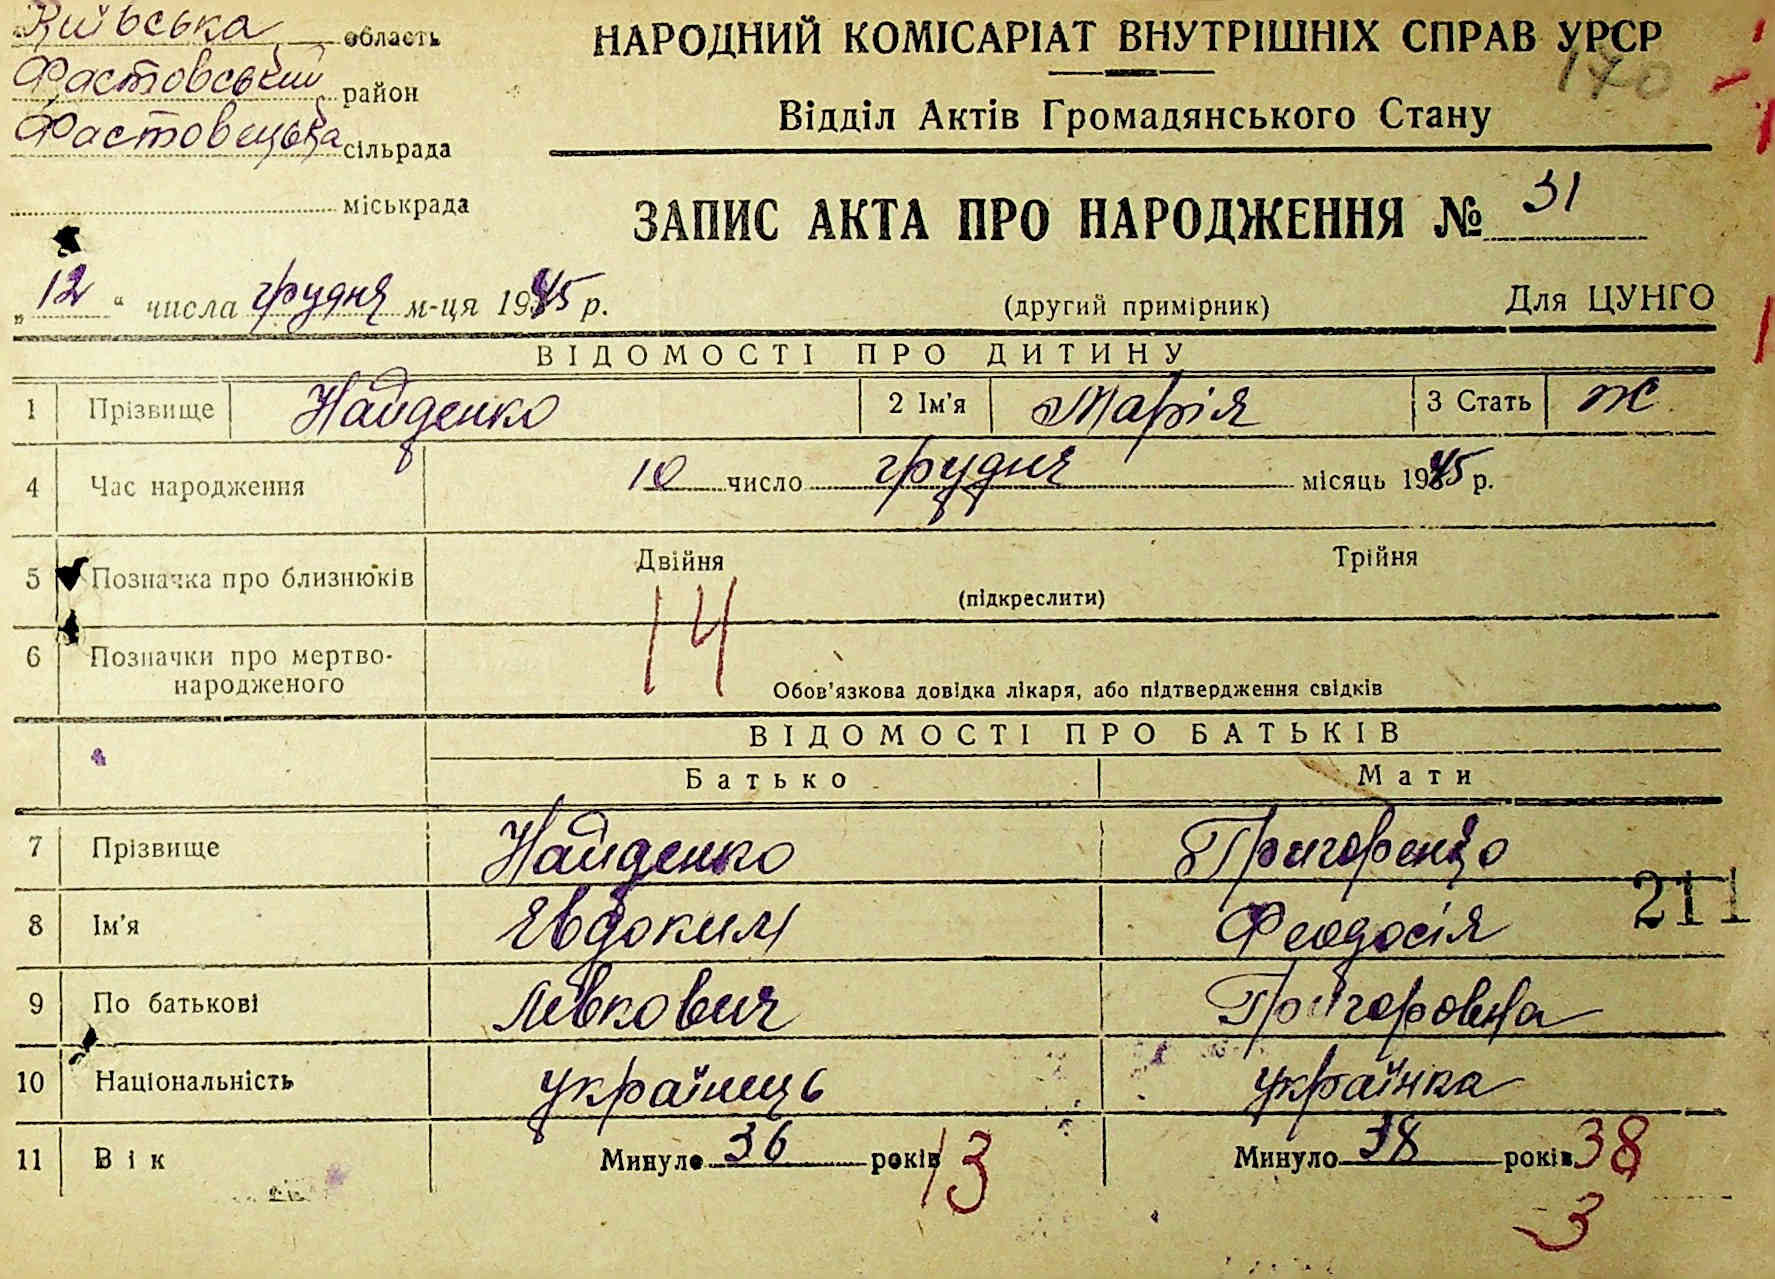 Київська область
Фастовський район
Фастовецька сільрада
міськрада
НАРОДНИЙ КОМІСАРІАТ ВНУТРІШНІХ СПРАВ УРСР
170
Відділ Актів Громадянського Стану
ЗАПИС АКТА ПРО НАРОДЖЕННЯ № 31
„12“ числа грудня м-ця 1945 р.
(другий примірник)
Для ЦУНГО
ВІДОМОСТІ ПРО ДИТИНУ
1 Прізвище Найденко 2 Ім'я Марія 3 Стать ж
4 Час народження 10 число грудня місяць 1945 р.
5 Позначка про близнюків Двійня Трійня
(підкреслити)
14
6 Позначки про мертво-
народженого
Обов'язкова довідка лікаря, або підтвердження свідків
ВІДОМОСТІ ПРО БАТЬКІВ
Батько Мати
7 Прізвище Найденко
8 Ім'я Євдоким Феодосія
211
9 По батькові Левкович Григоровна
10 Національність українець українка
11 Вік Минуло 36 років 13 Минуло 38 років 38
3